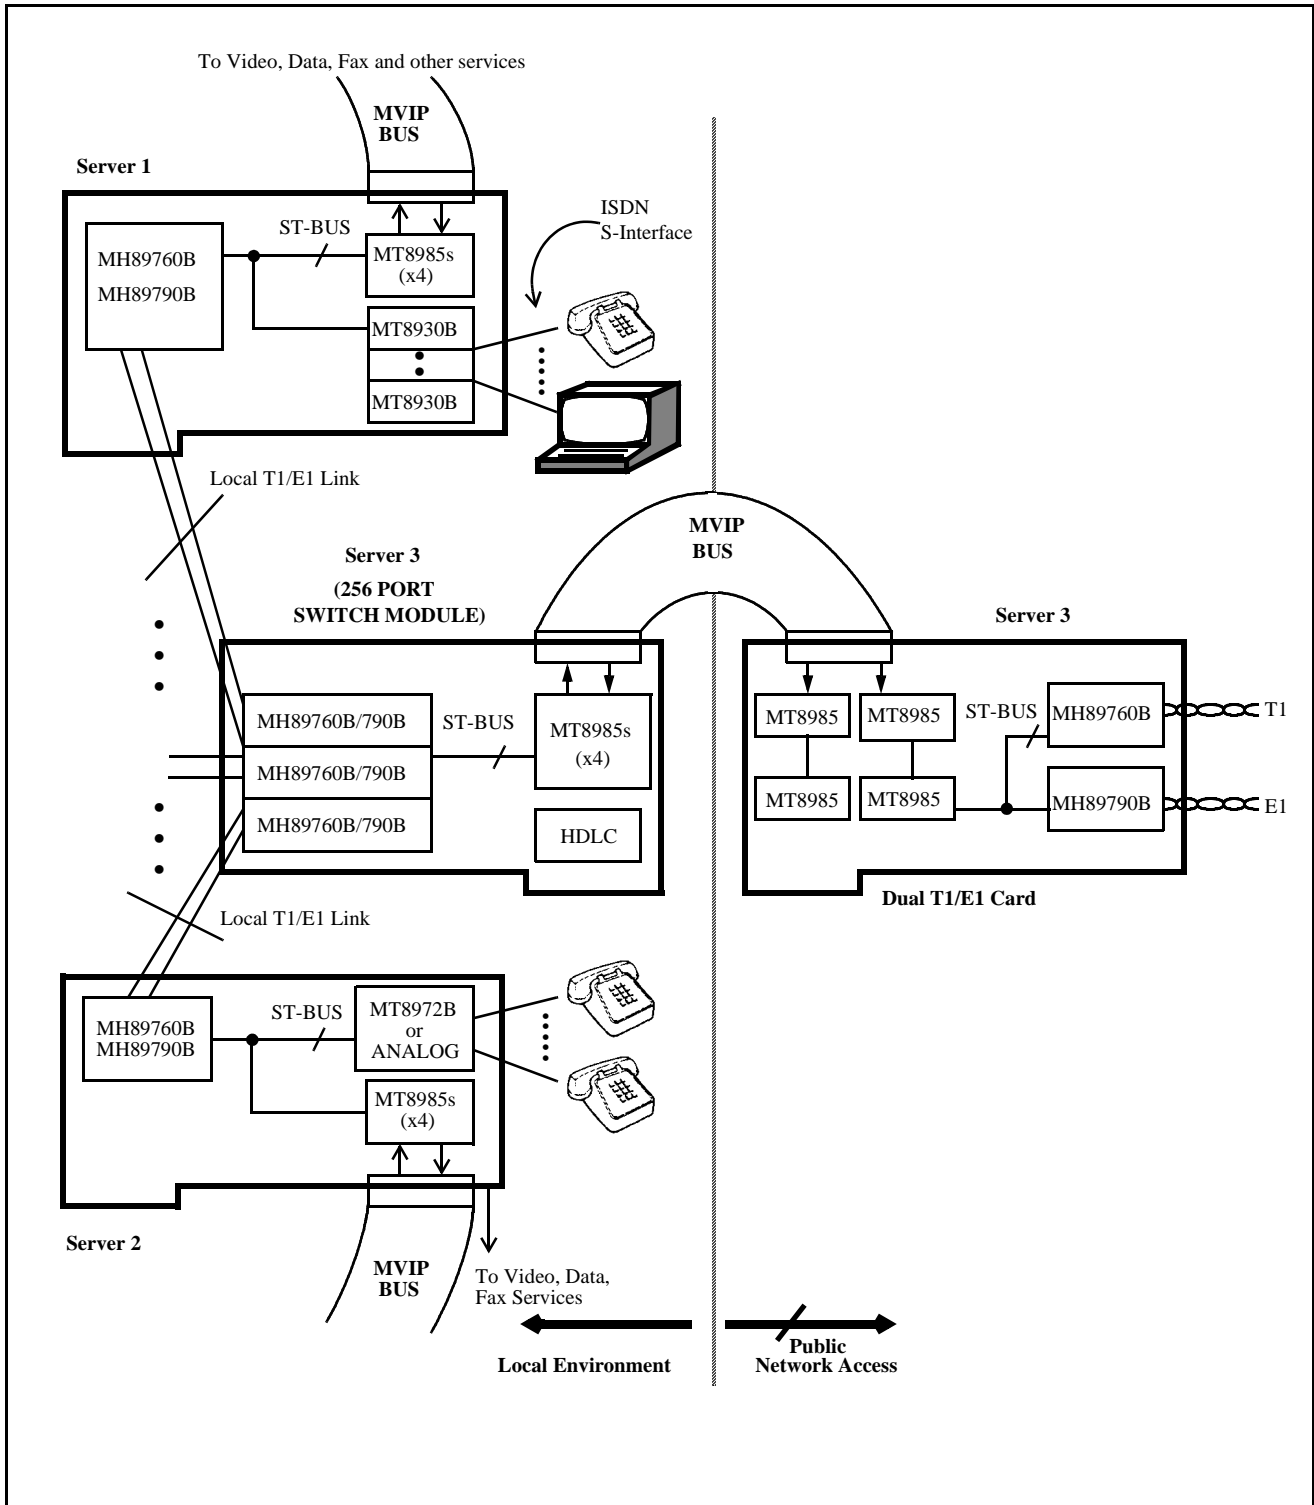 To Video, Data, Fax and other services
MVIP
BUS
Server 1
ST-BUS
MH89760B
MH89790B
MT8985s
(x4)
MT8930B
MT8930B
ISDN
S-Interface
Local T1/E1 Link
MVIP
BUS
Server 3
(256 PORT
SWITCH MODULE)
MH89760B/790B
MH89760B/790B
MH89760B/790B
ST-BUS
MT8985s
(x4)
HDLC
Server 3
MT8985
MT8985
MT8985
MT8985
ST-BUS
MH89760B
MH89790B
T1
E1
Dual T1/E1 Card
Local T1/E1 Link
MH89760B
MH89790B
ST-BUS
MT8972B
or
ANALOG
MT8985s
(x4)
Server 2
MVIP
BUS
To Video, Data,
Fax Services
Local Environment
Public
Network Access